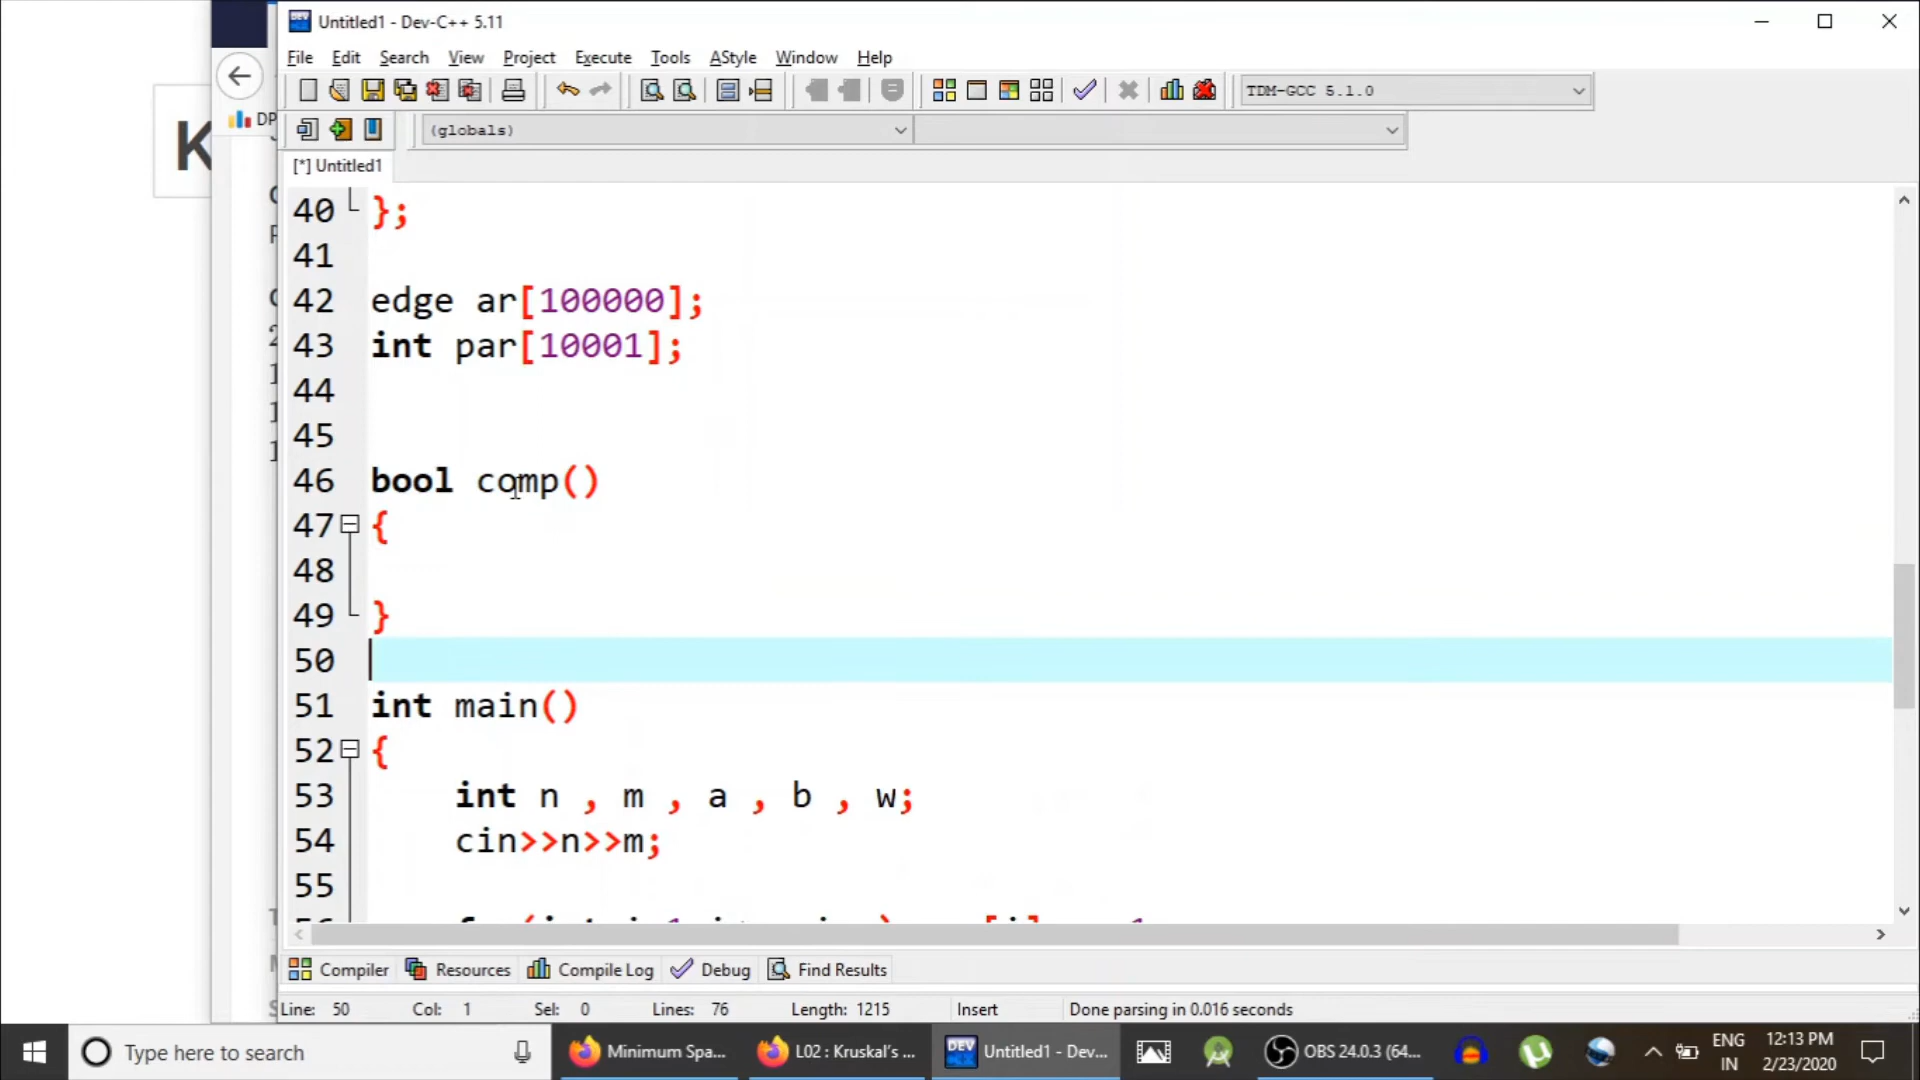 Untitled1 - Dev-C++ 5.11
File Edit Search View Project Execute Tools AStyle Window Help
TDM-GCC 5.1.0
(globals)
DP
K
[*] Untitled1
40 };
41
42 edge ar[100000];
43 int par[10001];
44
45
46 bool comp()
47 {
48
49 }
50
51 int main()
52 {
53 int n , m , a , b , w;
54 cin>>n>>m;
55
Compiler Resources Compile Log Debug Find Results
Line: 50 Col: 1 Sel: 0 Lines: 76 Length: 1215 Insert Done parsing in 0.016 seconds
Type here to search
Minimum Spa...
L02 : Kruskal's ...
DEV
Untitled1 - Dev...
OBS 24.0.3 (64...
ENG
IN
12:13 PM
2/23/2020